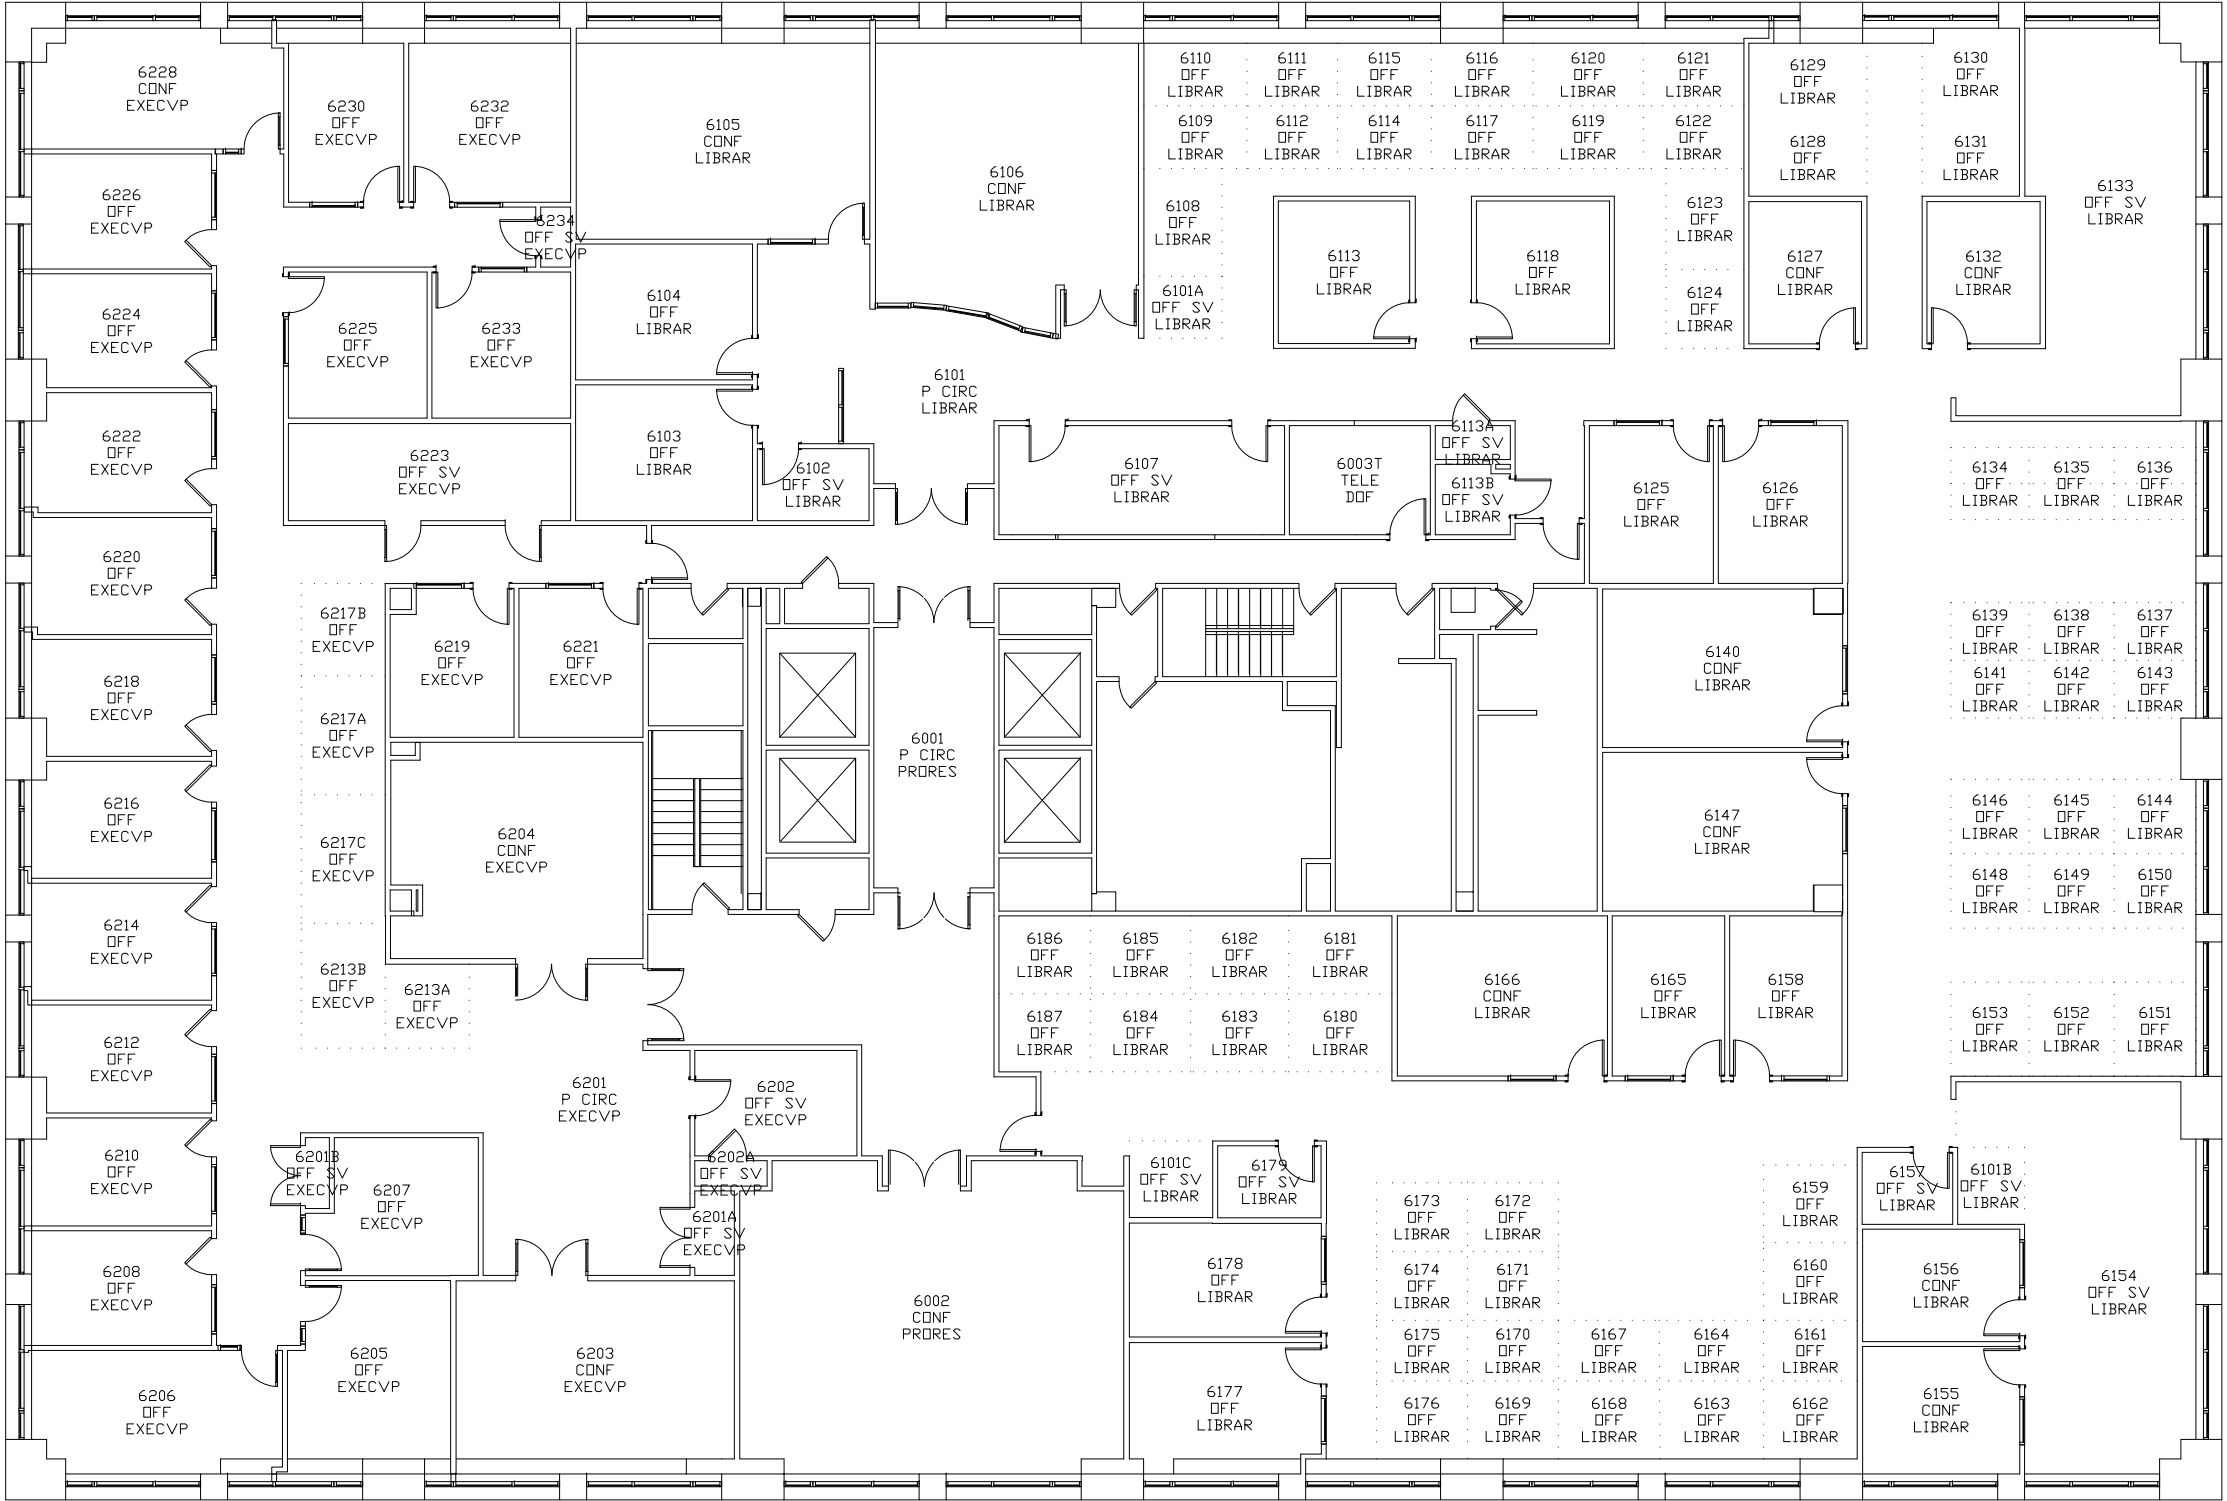 6228
CONF
EXECVP
6230
OFF
EXECVP
6232
OFF
EXECVP
6105
CONF
LIBRAR
6106
CONF
LIBRAR
6110
OFF
LIBRAR
6111
OFF
LIBRAR
6115
OFF
LIBRAR
6116
OFF
LIBRAR
6120
OFF
LIBRAR
6121
OFF
LIBRAR
6129
OFF
LIBRAR
6130
OFF
LIBRAR
6109
OFF
LIBRAR
6112
OFF
LIBRAR
6114
OFF
LIBRAR
6117
OFF
LIBRAR
6119
OFF
LIBRAR
6122
OFF
LIBRAR
6128
OFF
LIBRAR
6131
OFF
LIBRAR
6133
OFF SV
LIBRAR
6226
OFF
EXECVP
6234
OFF SV
EXECVP
6108
OFF
LIBRAR
6123
OFF
LIBRAR
6113
OFF
LIBRAR
6118
OFF
LIBRAR
6127
CONF
LIBRAR
6132
CONF
LIBRAR
6224
OFF
EXECVP
6225
OFF
EXECVP
6233
OFF
EXECVP
6104
OFF
LIBRAR
6101A
OFF SV
LIBRAR
6124
OFF
LIBRAR
6101
P CIRC
LIBRAR
6222
OFF
EXECVP
6223
OFF SV
EXECVP
6103
OFF
LIBRAR
6102
OFF SV
LIBRAR
6107
OFF SV
LIBRAR
6003T
TELE
DOF
6113A
OFF SV
LIBRAR
6113B
OFF SV
LIBRAR
6125
OFF
LIBRAR
6126
OFF
LIBRAR
6134
OFF
LIBRAR
6135
OFF
LIBRAR
6136
OFF
LIBRAR
6220
OFF
EXECVP
6217B
OFF
EXECVP
6219
OFF
EXECVP
6221
OFF
EXECVP
6139
OFF
LIBRAR
6138
OFF
LIBRAR
6137
OFF
LIBRAR
6140
CONF
LIBRAR
6141
OFF
LIBRAR
6142
OFF
LIBRAR
6143
OFF
LIBRAR
6218
OFF
EXECVP
6217A
OFF
EXECVP
6001
P CIRC
PRORES
6216
OFF
EXECVP
6217C
OFF
EXECVP
6204
CONF
EXECVP
6147
CONF
LIBRAR
6146
OFF
LIBRAR
6145
OFF
LIBRAR
6144
OFF
LIBRAR
6148
OFF
LIBRAR
6149
OFF
LIBRAR
6150
OFF
LIBRAR
6214
OFF
EXECVP
6213B
OFF
EXECVP
6213A
OFF
EXECVP
6186
OFF
LIBRAR
6185
OFF
LIBRAR
6182
OFF
LIBRAR
6181
OFF
LIBRAR
6166
CONF
LIBRAR
6165
OFF
LIBRAR
6158
OFF
LIBRAR
6187
OFF
LIBRAR
6184
OFF
LIBRAR
6183
OFF
LIBRAR
6180
OFF
LIBRAR
6153
OFF
LIBRAR
6152
OFF
LIBRAR
6151
OFF
LIBRAR
6212
OFF
EXECVP
6201
P CIRC
EXECVP
6202
OFF SV
EXECVP
6210
OFF
EXECVP
6201B
OFF SV
EXECVP
6207
OFF
EXECVP
6202A
OFF SV
EXECVP
6201A
OFF SV
EXECVP
6101C
OFF SV
LIBRAR
6179
OFF SV
LIBRAR
6173
OFF
LIBRAR
6172
OFF
LIBRAR
6159
OFF
LIBRAR
6157
OFF SV
LIBRAR
6101B
OFF SV
LIBRAR
6208
OFF
EXECVP
6178
OFF
LIBRAR
6174
OFF
LIBRAR
6171
OFF
LIBRAR
6160
OFF
LIBRAR
6156
CONF
LIBRAR
6154
OFF SV
LIBRAR
6002
CONF
PRORES
6206
OFF
EXECVP
6205
OFF
EXECVP
6203
CONF
EXECVP
6175
OFF
LIBRAR
6170
OFF
LIBRAR
6167
OFF
LIBRAR
6164
OFF
LIBRAR
6161
OFF
LIBRAR
6177
OFF
LIBRAR
6176
OFF
LIBRAR
6169
OFF
LIBRAR
6168
OFF
LIBRAR
6163
OFF
LIBRAR
6162
OFF
LIBRAR
6155
CONF
LIBRAR